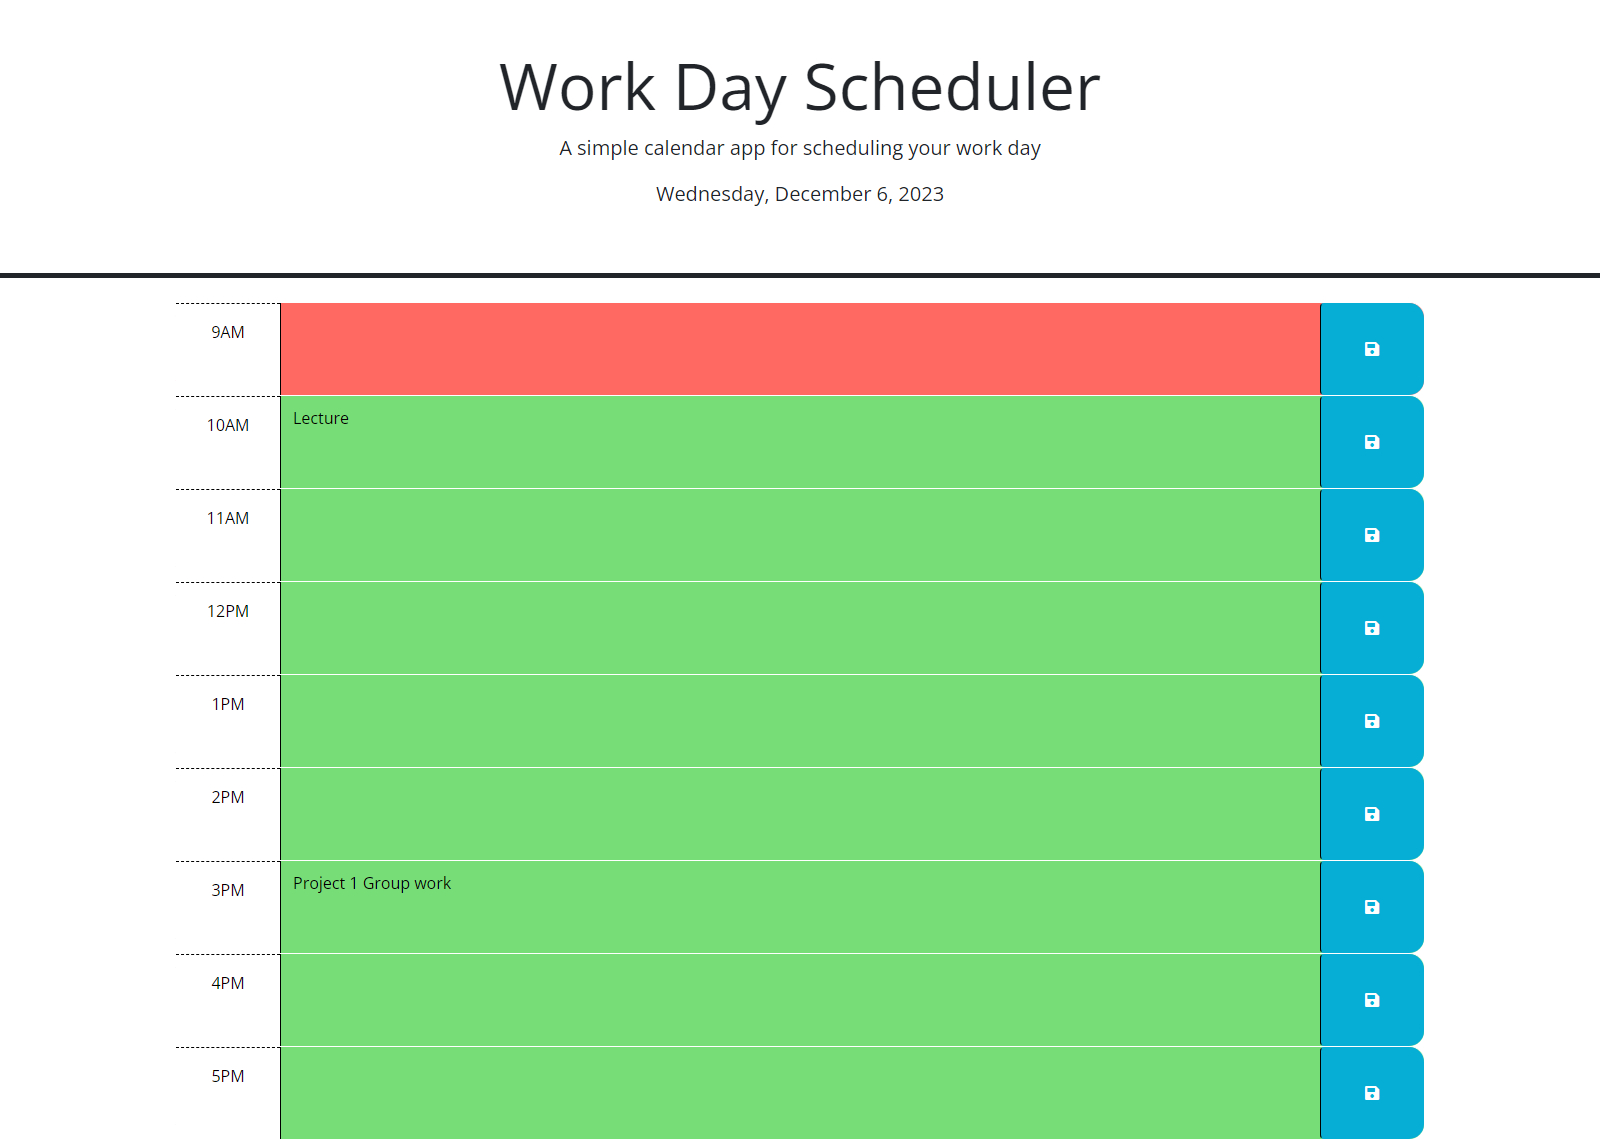 Work Day Scheduler
A simple calendar app for scheduling your work day
Wednesday, December 6, 2023
9AM
10AM Lecture
11AM
12PM
1PM
2PM
3PM Project 1 Group work
4PM
5PM